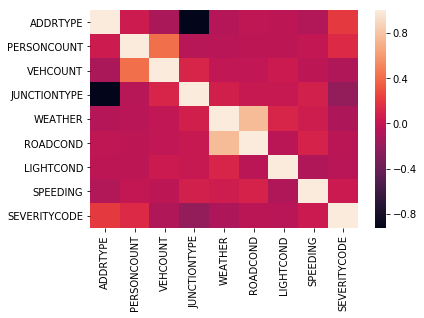 ADDRTYPE
PERSONCOUNT
VEHCOUNT
JUNCTIONTYPE
WEATHER
ROADCOND
LIGHTCOND
SPEEDING
SEVERITYCODE
ADDRTYPE
PERSONCOUNT
VEHCOUNT
JUNCTIONTYPE
WEATHER
ROADCOND
LIGHTCOND
SPEEDING
SEVERITYCODE
0.8
0.4
0.0
−0.4
−0.8